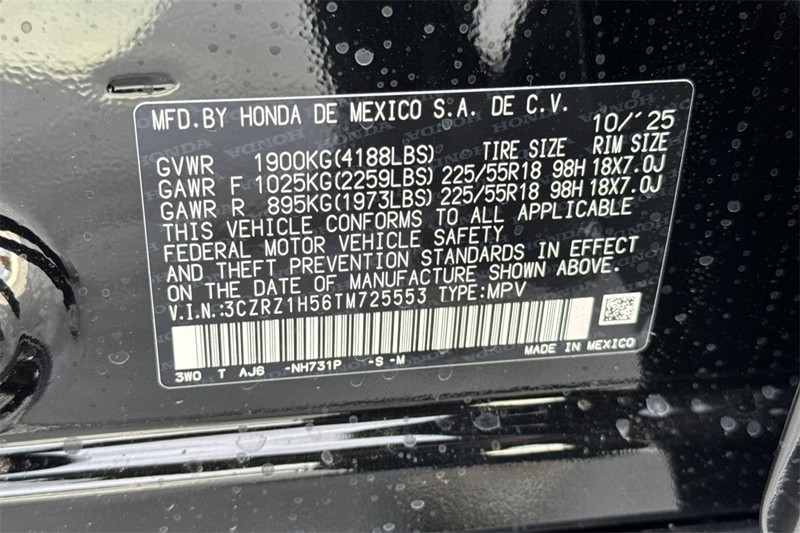 MFD.BY HONDA DE MEXICO S.A. DE C.V.
10/'25
GVWR 1900KG(4188LBS) TIRE SIZE RIM SIZE
GAWR F 1025KG(2259LBS) 225/55R18 98H 18X7.0J
GAWR R 895KG(1973LBS) 225/55R18 98H 18X7.0J
THIS VEHICLE CONFORMS TO ALL APPLICABLE
FEDERAL MOTOR VEHICLE SAFETY
AND THEFT PREVENTION STANDARDS IN EFFECT
ON THE DATE OF MANUFACTURE SHOWN ABOVE.
V.I.N.:3CZRZ1H56TM725553 TYPE:MPV
3WO T AJ6 -NH731P -S-M MADE IN MEXICO